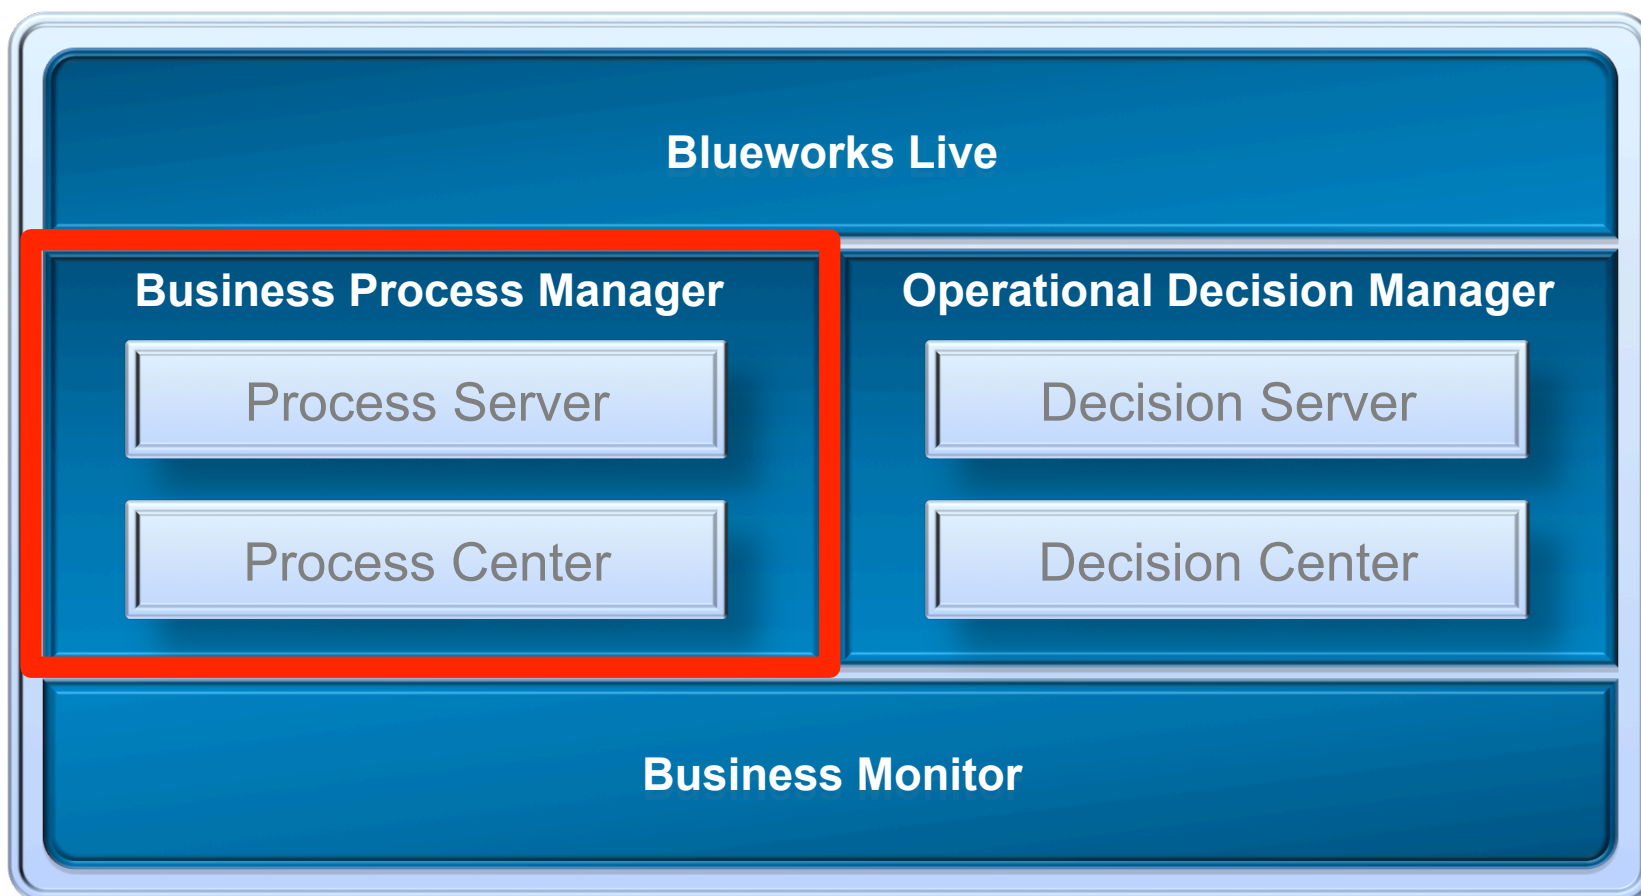 Blueworks Live
Business Process Manager
Process Server
Process Center
Operational Decision Manager
Decision Server
Decision Center
Business Monitor